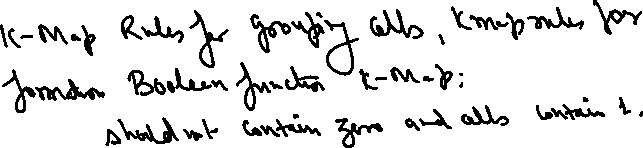 K-Map Rules for grouping cells, Kmap rules for
formation Boolean function K-Map:
should not contain zero and cells contain 1.